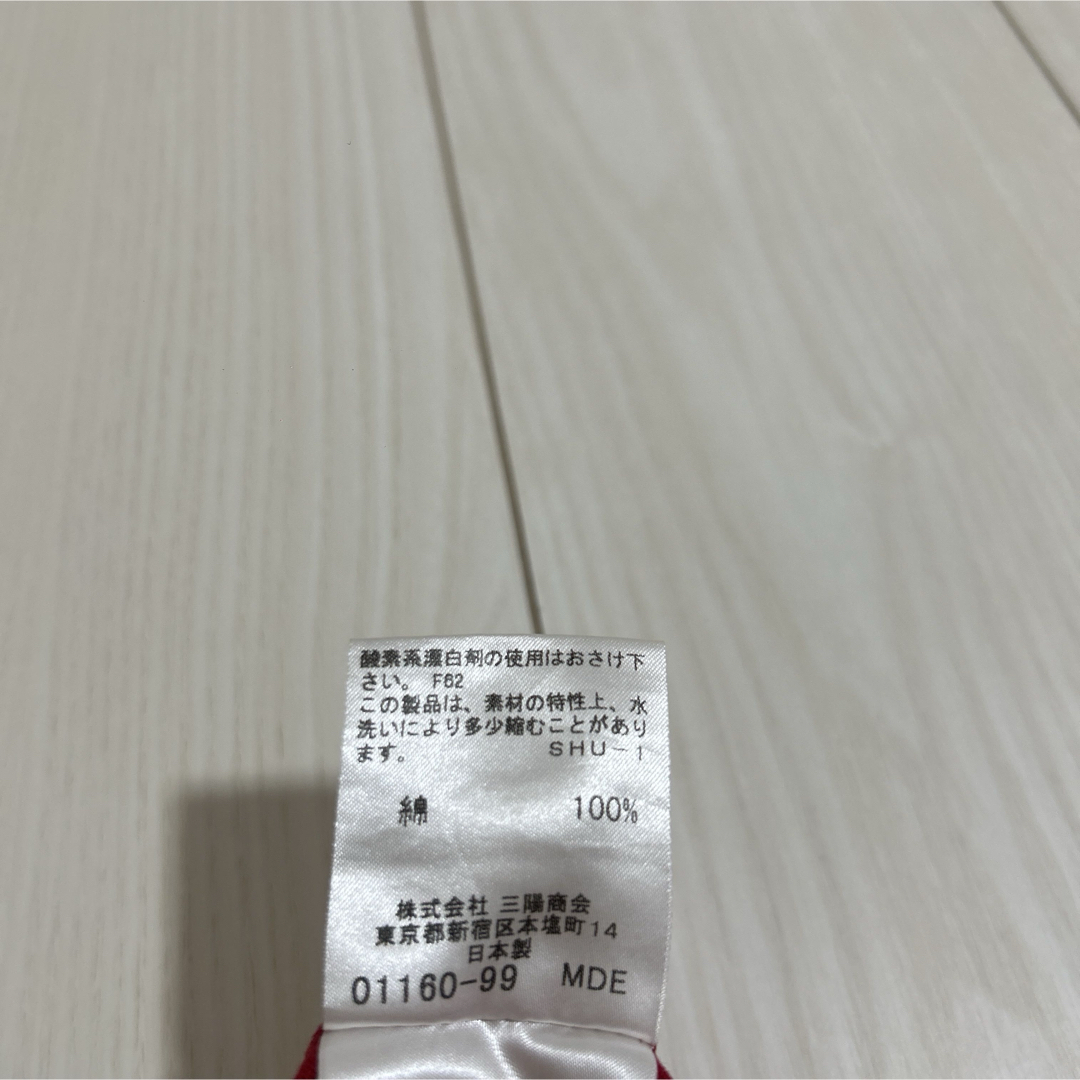 酸素系漂白剤の使用はおさけ下
さい。 F62
この製品は、素材の特性上、水
洗いにより多少縮むことがあり
ます。 SHU-1
綿 100%
株式会社 三陽商会
東京都新宿区本塩町14
日本製
01160-99 MDE